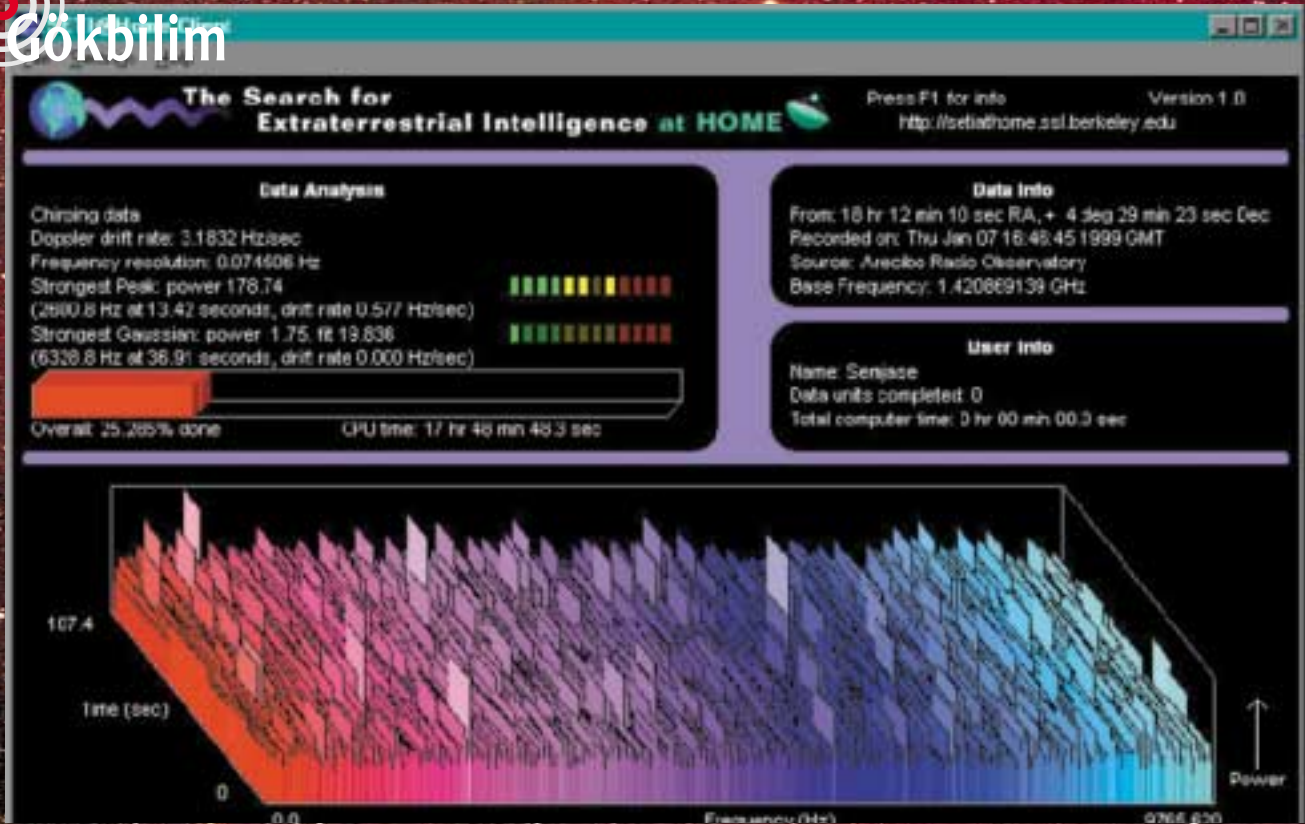 Gökbilim
The Search for
Extraterrestrial Intelligence at HOME
Press F1 for info
Version 1.0
http://setiathome.ssl.berkeley.edu
Data Analysis
Chirping data
Doppler drift rate: 3.1832 Hz/sec
Frequency resolution: 0.074506 Hz
Strongest Peak: power 178.74
(2600.8 Hz at 13.42 seconds, drift rate 0.577 Hz/sec)
Strongest Gaussian: power 1.75, fit 19.836
(6328.8 Hz at 36.91 seconds, drift rate 0.000 Hz/sec)
Overall: 25.285% done
CPU time: 17 hr 48 min 48.3 sec
Data Info
From: 18 hr 12 min 10 sec RA, + 4 deg 29 min 23 sec Dec
Recorded on: Thu Jan 07 16:46:45 1999 GMT
Source: Arecibo Radio Observatory
Base Frequency: 1.420869139 GHz
User Info
Name:
Data units completed: 0
Total computer time: 0 hr 00 min 00.0 sec
107.4
Time (sec)
0
0.0
Frequency (Hz)
9765.620
Power